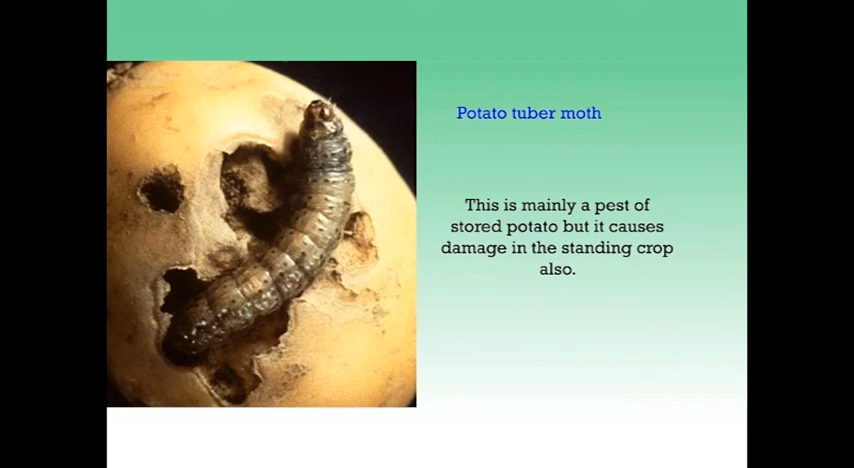 Potato tuber moth
This is mainly a pest of
stored potato but it causes
damage in the standing crop
also.